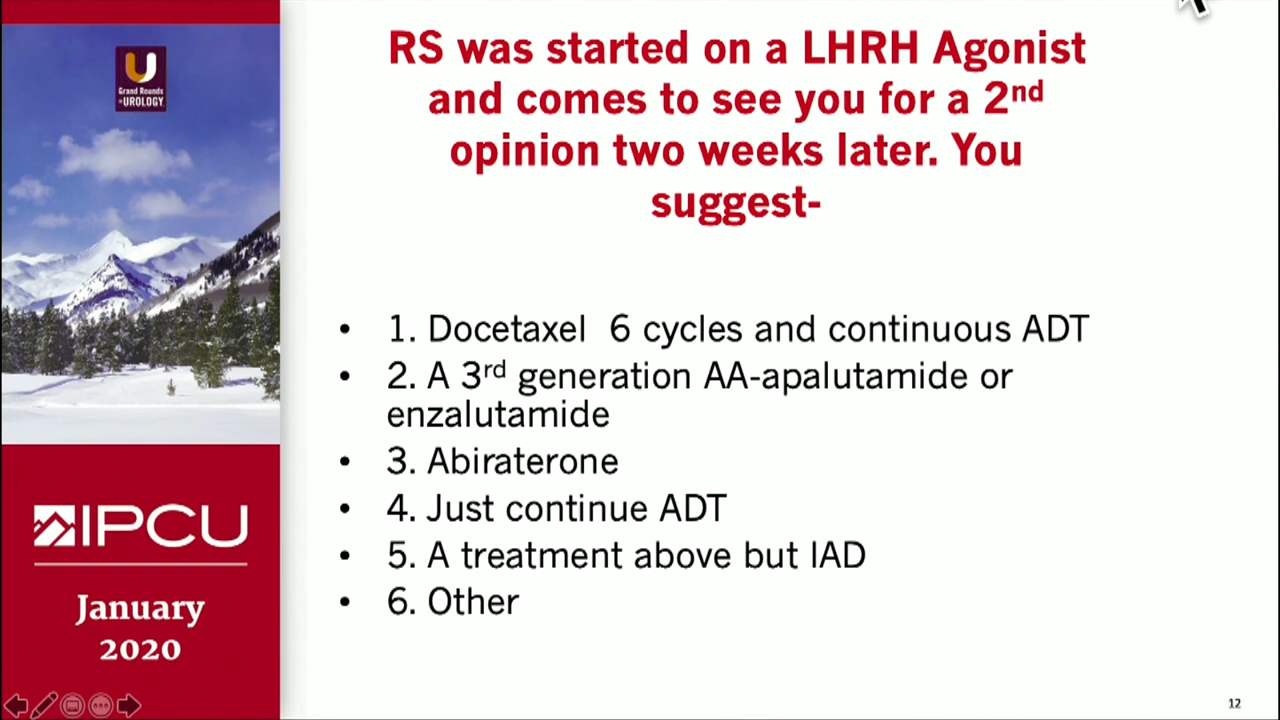 RS was started on a LHRH Agonist
and comes to see you for a 2nd
opinion two weeks later. You
suggest-
• 1. Docetaxel 6 cycles and continuous ADT
• 2. A 3rd generation AA-apalutamide or
enzalutamide
• 3. Abiraterone
• 4. Just continue ADT
• 5. A treatment above but IAD
• 6. Other
Grand Rounds
in UROLOGY
IPCU
January
2020
12